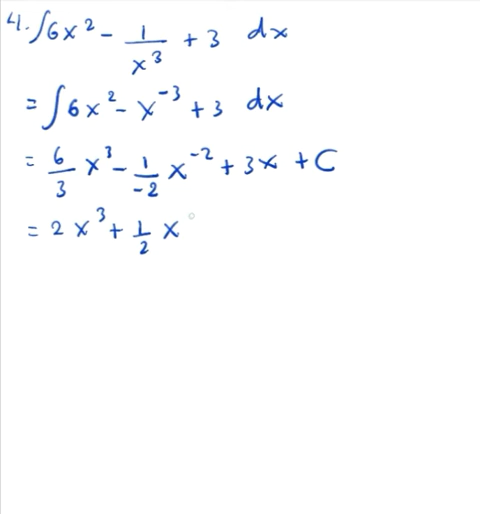 4. ∫6x² - 1/x³ + 3 dx
= ∫6x² - x⁻³ + 3 dx
= 6/3 x³ - 1/-2 x⁻² + 3x + C
= 2x³ + 1/2 x